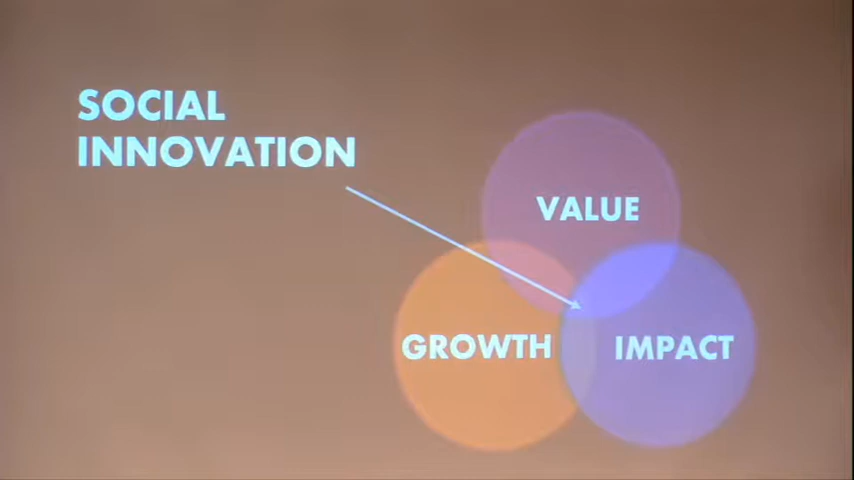 SOCIAL
INNOVATION
VALUE
GROWTH
IMPACT